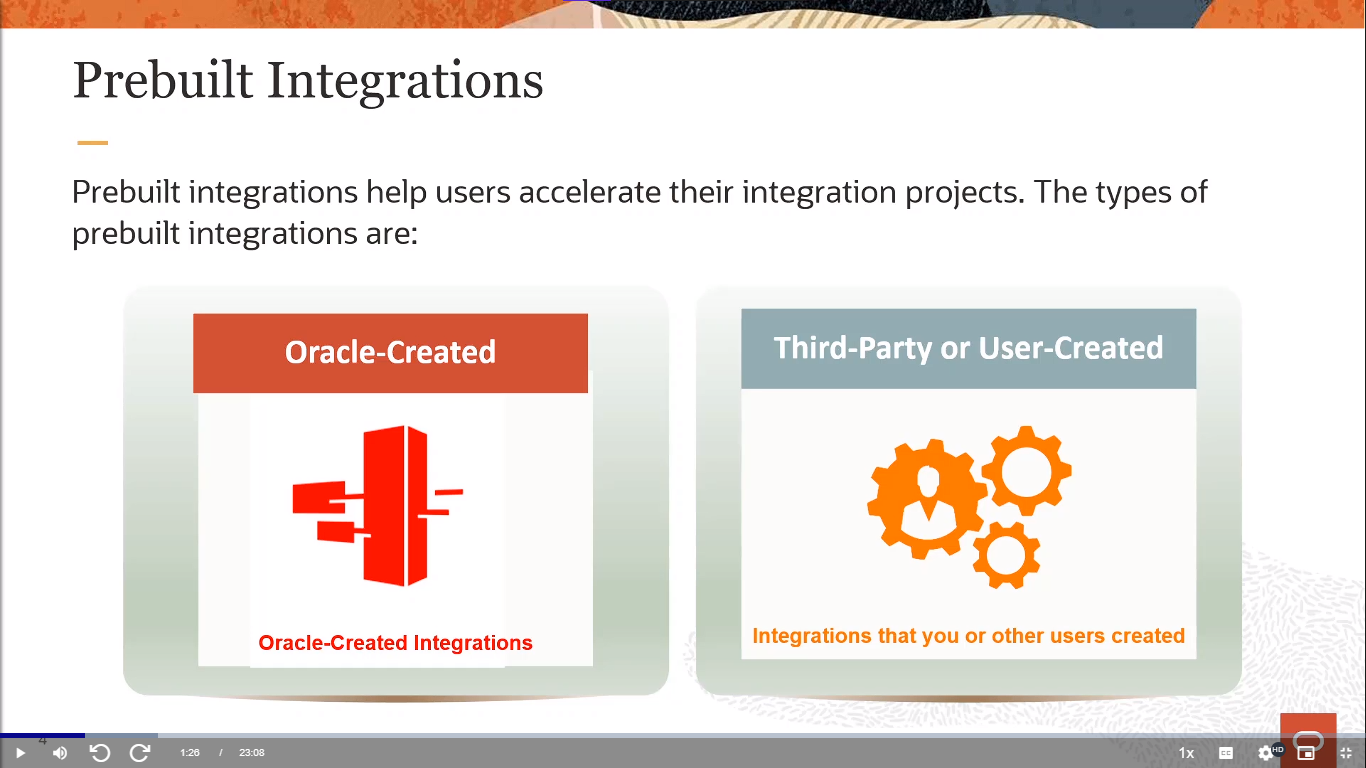 Prebuilt Integrations
Prebuilt integrations help users accelerate their integration projects. The types of
prebuilt integrations are:
Oracle-Created
Oracle-Created Integrations
Third-Party or User-Created
Integrations that you or other users created
4
1:26 / 23:08
1x
CC
HD